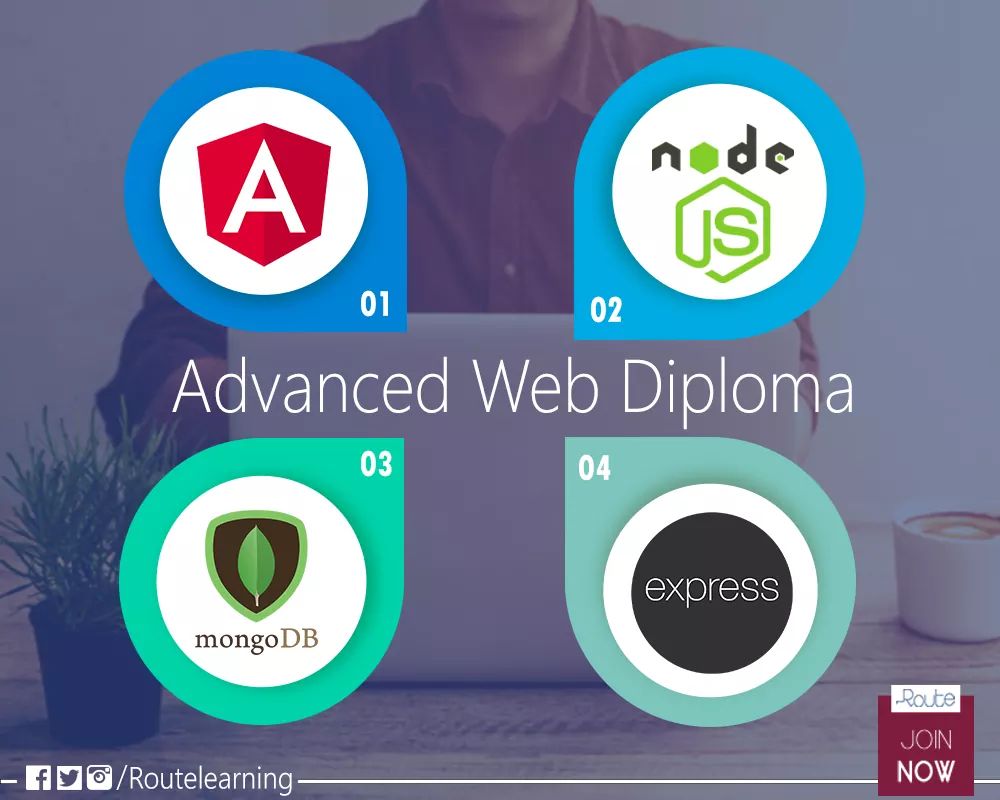 A
node
JS
01
02
Advanced Web Diploma
03
04
mongoDB
express
Route
JOIN
NOW
/Routelearning